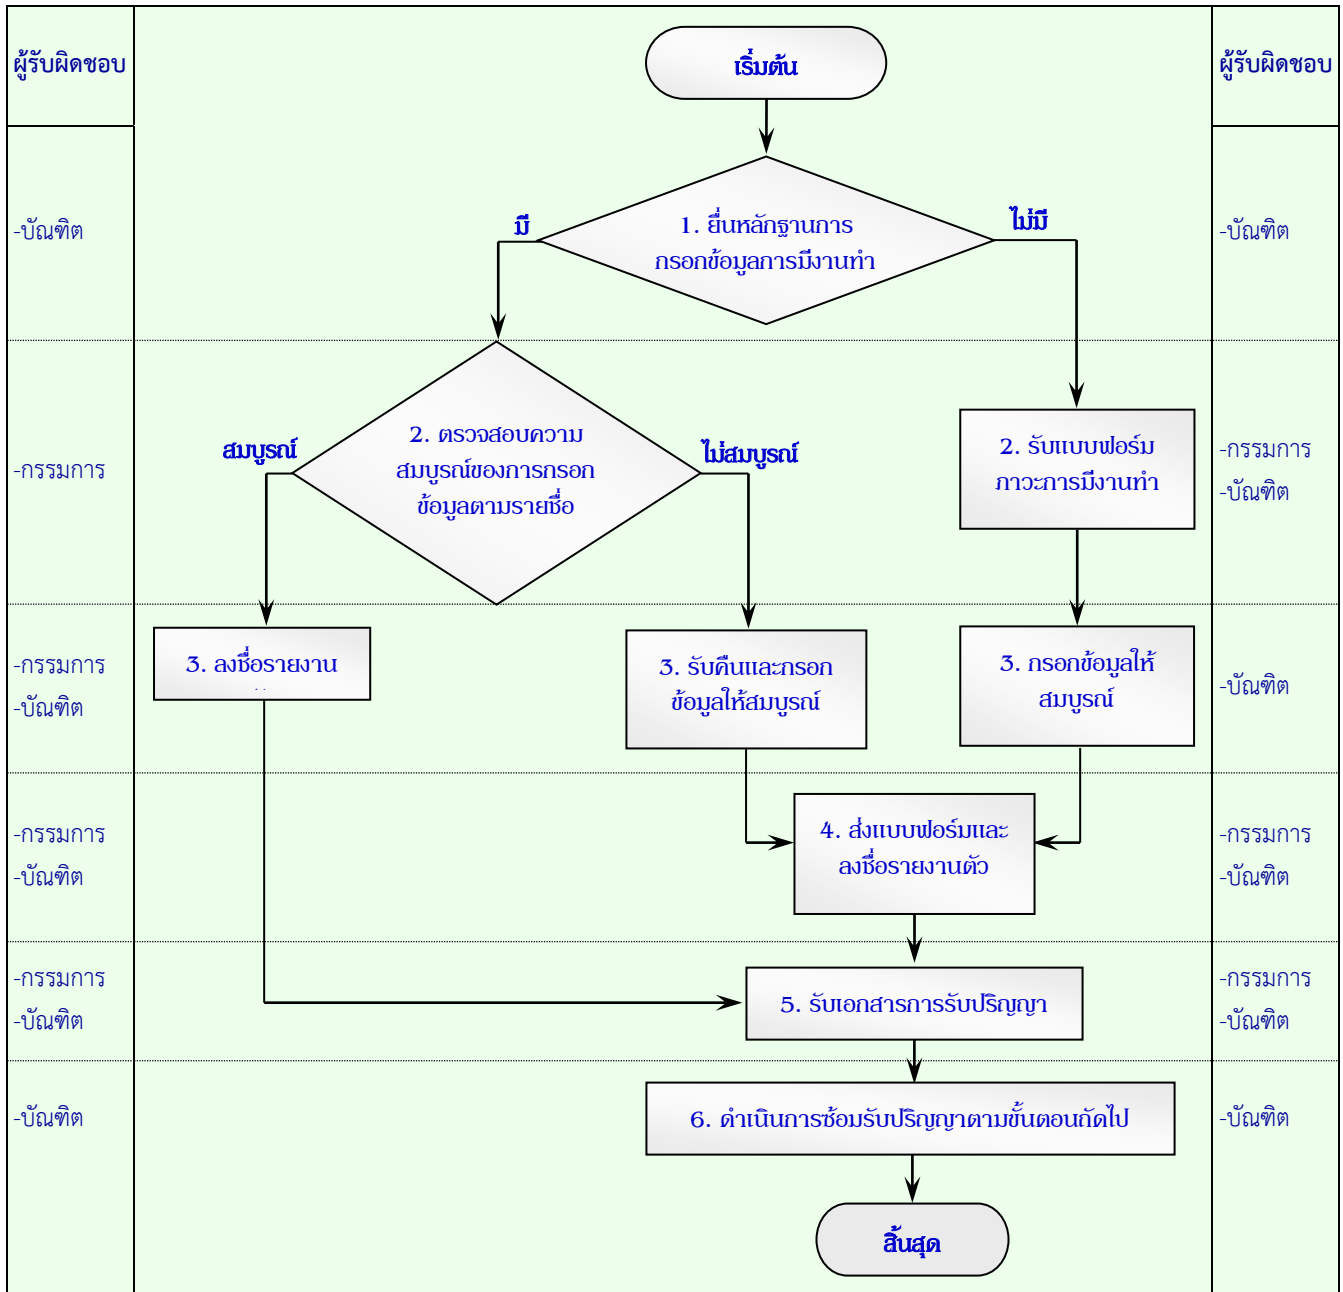 ผู้รับผิดชอบ
เริ่มต้น
ผู้รับผิดชอบ
-บัณฑิต
มี
1. ยื่นหลักฐานการ
กรอกข้อมูลการมีงานทำ
ไม่มี
-บัณฑิต
-กรรมการ
สมบูรณ์
2. ตรวจสอบความ
สมบูรณ์ของการกรอก
ข้อมูลตามรายชื่อ
ไม่สมบูรณ์
2. รับแบบฟอร์ม
ภาวะการมีงานทำ
-กรรมการ
-บัณฑิต
-กรรมการ
-บัณฑิต
3. ลงชื่อรายงาน
3. รับคืนและกรอก
ข้อมูลให้สมบูรณ์
3. กรอกข้อมูลให้
สมบูรณ์
-บัณฑิต
-กรรมการ
-บัณฑิต
4. ส่งแบบฟอร์มและ
ลงชื่อรายงานตัว
-กรรมการ
-บัณฑิต
-กรรมการ
-บัณฑิต
5. รับเอกสารการรับปริญญา
-กรรมการ
-บัณฑิต
-บัณฑิต
6. ดำเนินการซ้อมรับปริญญาตามขั้นตอนถัดไป
-บัณฑิต
สิ้นสุด